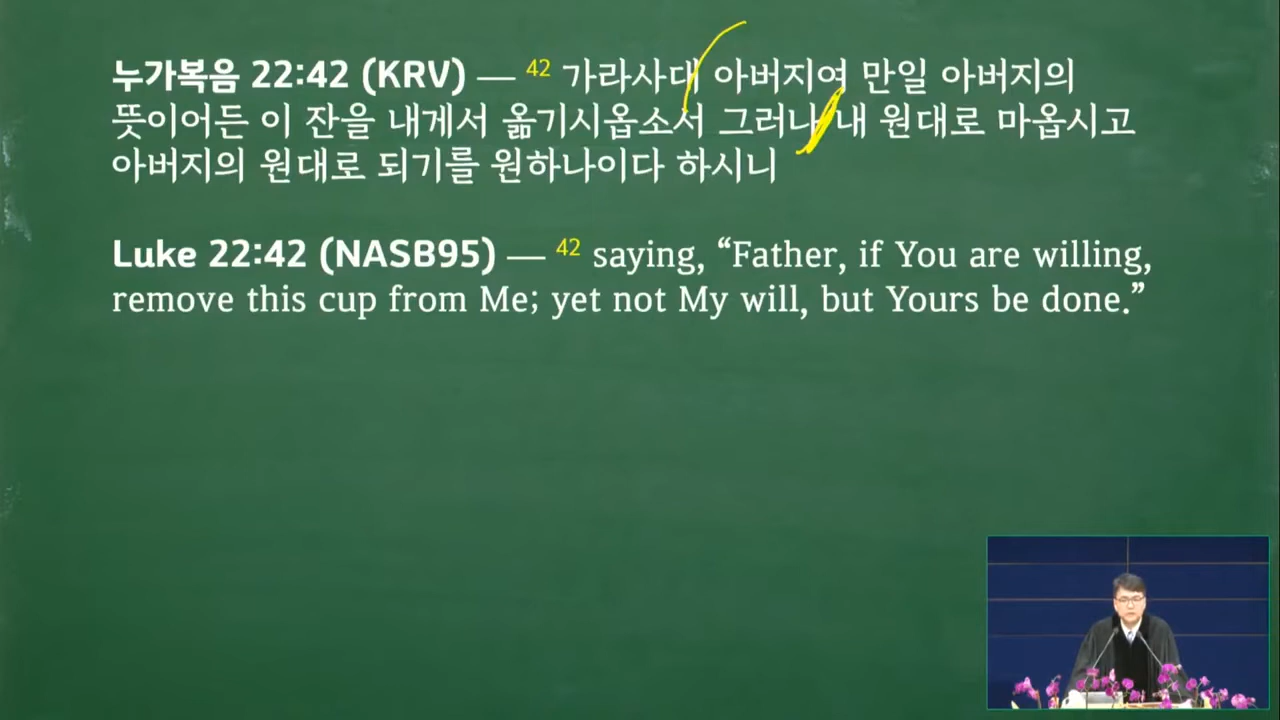 누가복음 22:42 (KRV) — 42 가라사대 아버지여 만일 아버지의
뜻이어든 이 잔을 내게서 옮기시옵소서 그러나 내 원대로 마옵시고
아버지의 원대로 되기를 원하나이다 하시니
Luke 22:42 (NASB95) — 42 saying, “Father, if You are willing,
remove this cup from Me; yet not My will, but Yours be done.”